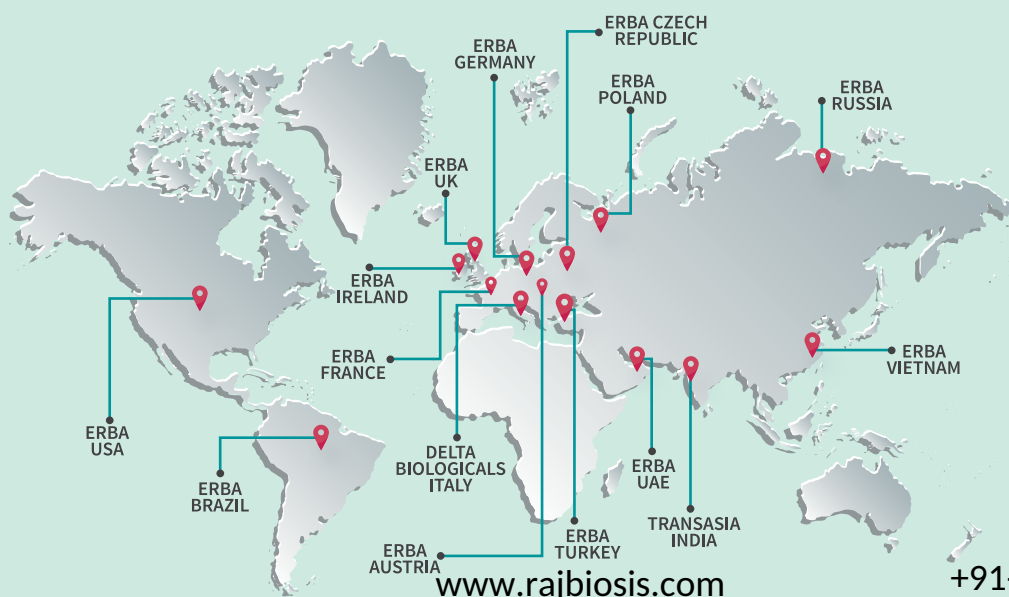 ERBA CZECH
REPUBLIC
ERBA
GERMANY
ERBA
POLAND
ERBA
RUSSIA
ERBA
UK
ERBA
IRELAND
ERBA
FRANCE
ERBA
VIETNAM
ERBA
USA
ERBA
BRAZIL
DELTA
BIOLOGICALS
ITALY
ERBA
UAE
TRANSASIA
INDIA
ERBA
TURKEY
ERBA
AUSTRIA
www.rajbiosis.com
+91-